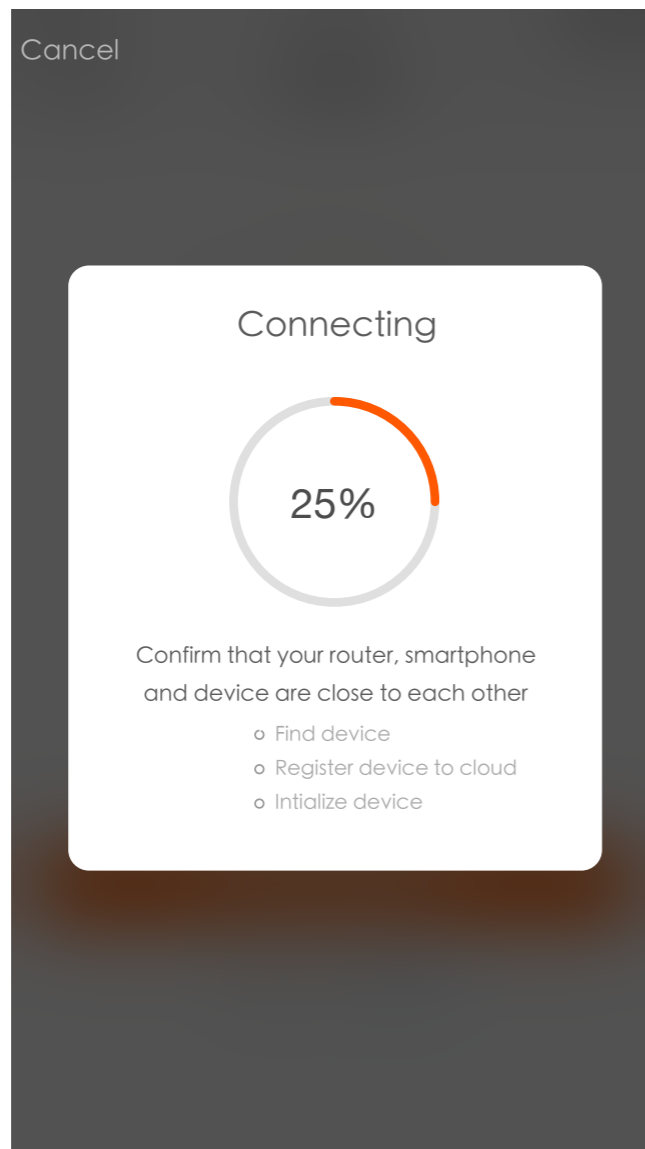 Cancel
Connecting
25%
Confirm that your router, smartphone
and device are close to each other
Find device
Register device to cloud
Intialize device